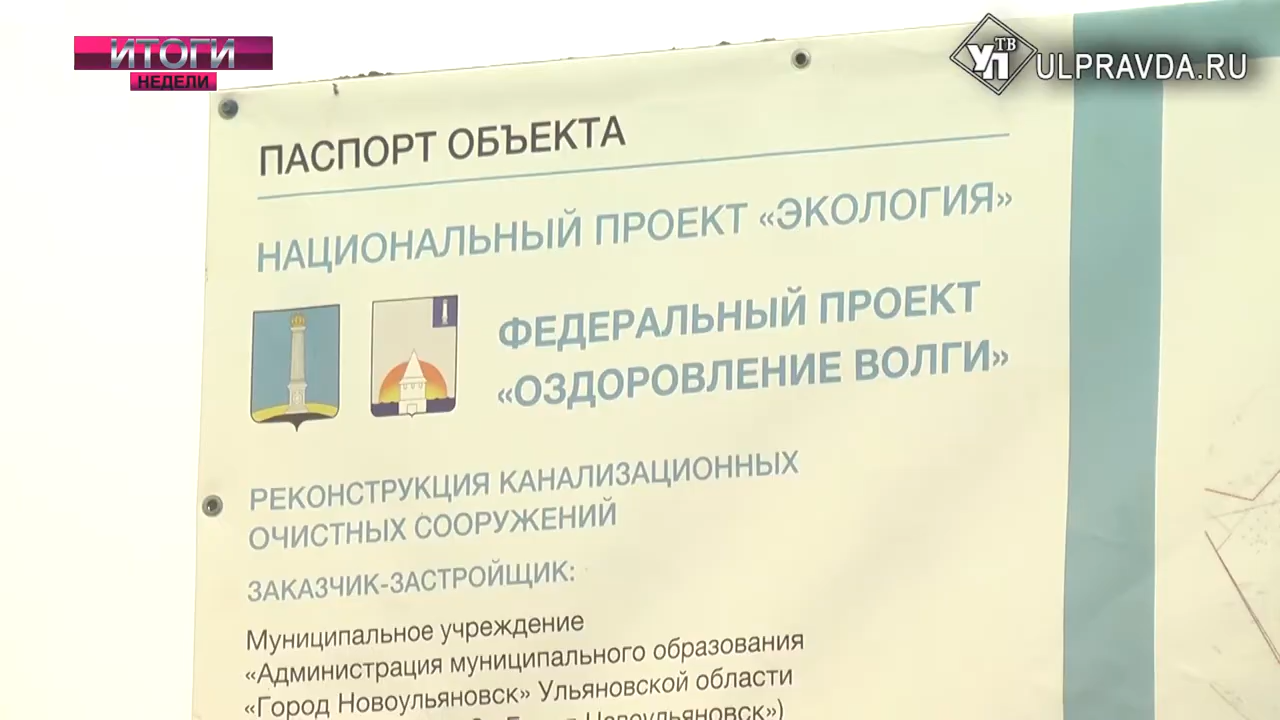 ИТОГИ
НЕДЕЛИ
УП ТВ ULPRAVDA.RU
ПАСПОРТ ОБЪЕКТА
НАЦИОНАЛЬНЫЙ ПРОЕКТ «ЭКОЛОГИЯ»
ФЕДЕРАЛЬНЫЙ ПРОЕКТ
«ОЗДОРОВЛЕНИЕ ВОЛГИ»
РЕКОНСТРУКЦИЯ КАНАЛИЗАЦИОННЫХ
ОЧИСТНЫХ СООРУЖЕНИЙ
ЗАКАЗЧИК-ЗАСТРОЙЩИК:
Муниципальное учреждение
«Администрация муниципального образования
«Город Новоульяновск» Ульяновской области
Новоульяновск»)